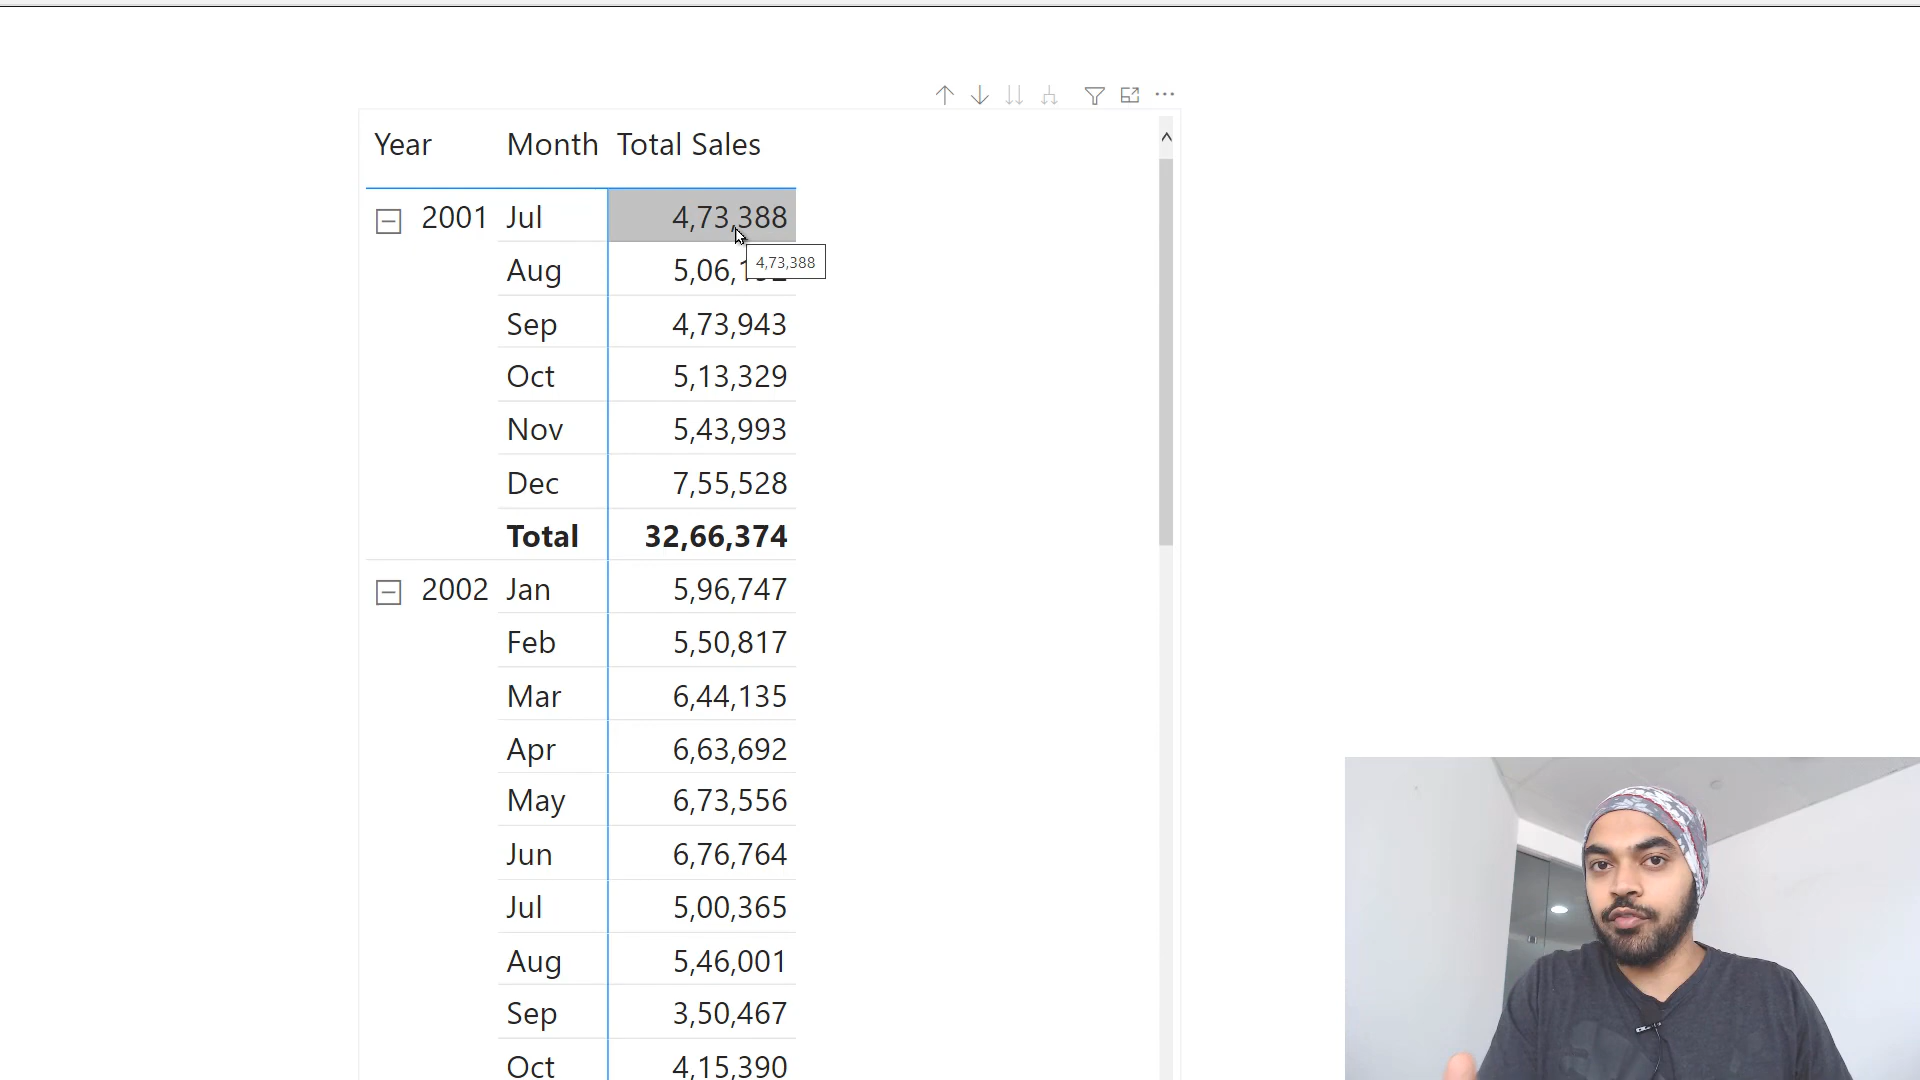 Year Month Total Sales
2001 Jul 4,73,388
4,73,388
Aug 5,06,
Sep 4,73,943
Oct 5,13,329
Nov 5,43,993
Dec 7,55,528
Total 32,66,374
2002 Jan 5,96,747
Feb 5,50,817
Mar 6,44,135
Apr 6,63,692
May 6,73,556
Jun 6,76,764
Jul 5,00,365
Aug 5,46,001
Sep 3,50,467
Oct 4,15,390